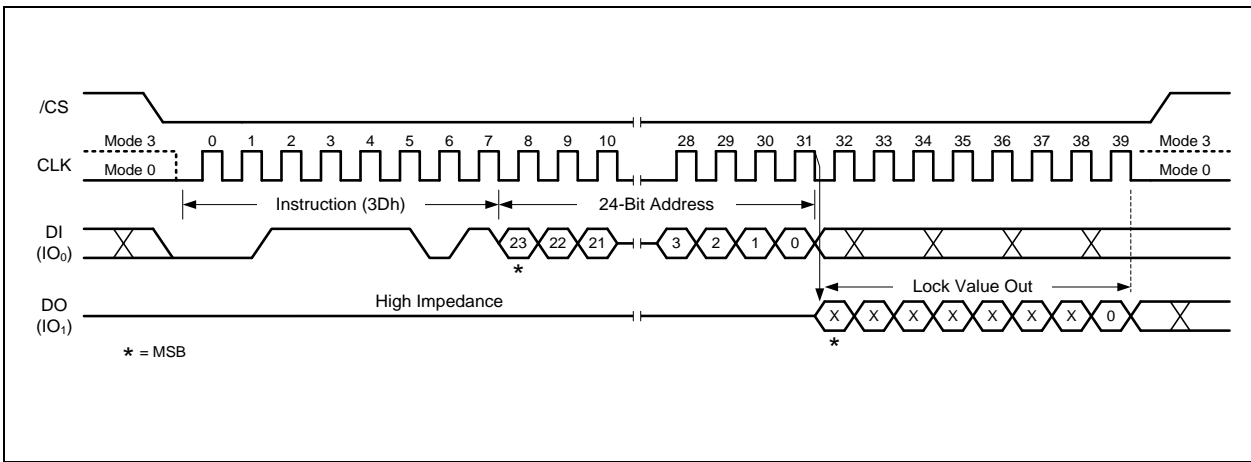 /CS
Mode 3 0 1 2 3 4 5 6 7 8 9 10 28 29 30 31 32 33 34 35 36 37 38 39 Mode 3
CLK
Mode 0 Mode 0
Instruction (3Dh) 24-Bit Address
DI
(IO₀)
23 22 21 3 2 1 0
*
High Impedance
Lock Value Out
DO
(IO₁)
X X X X X X X 0
*
* = MSB